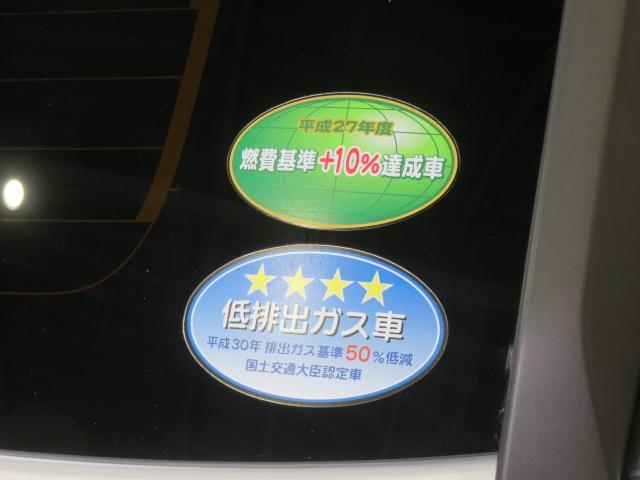 平成27年度
燃費基準+10%達成車
低排出ガス車
平成30年 排出ガス基準50%低減
国土交通大臣認定車